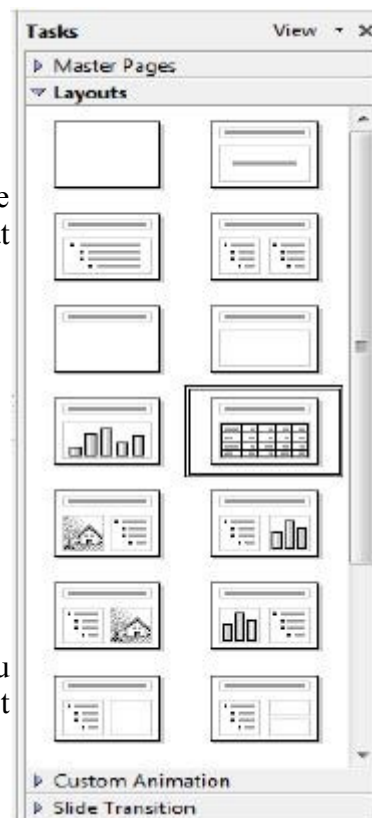 Tasks View ×
Master Pages
Layouts
Custom Animation
Slide Transition